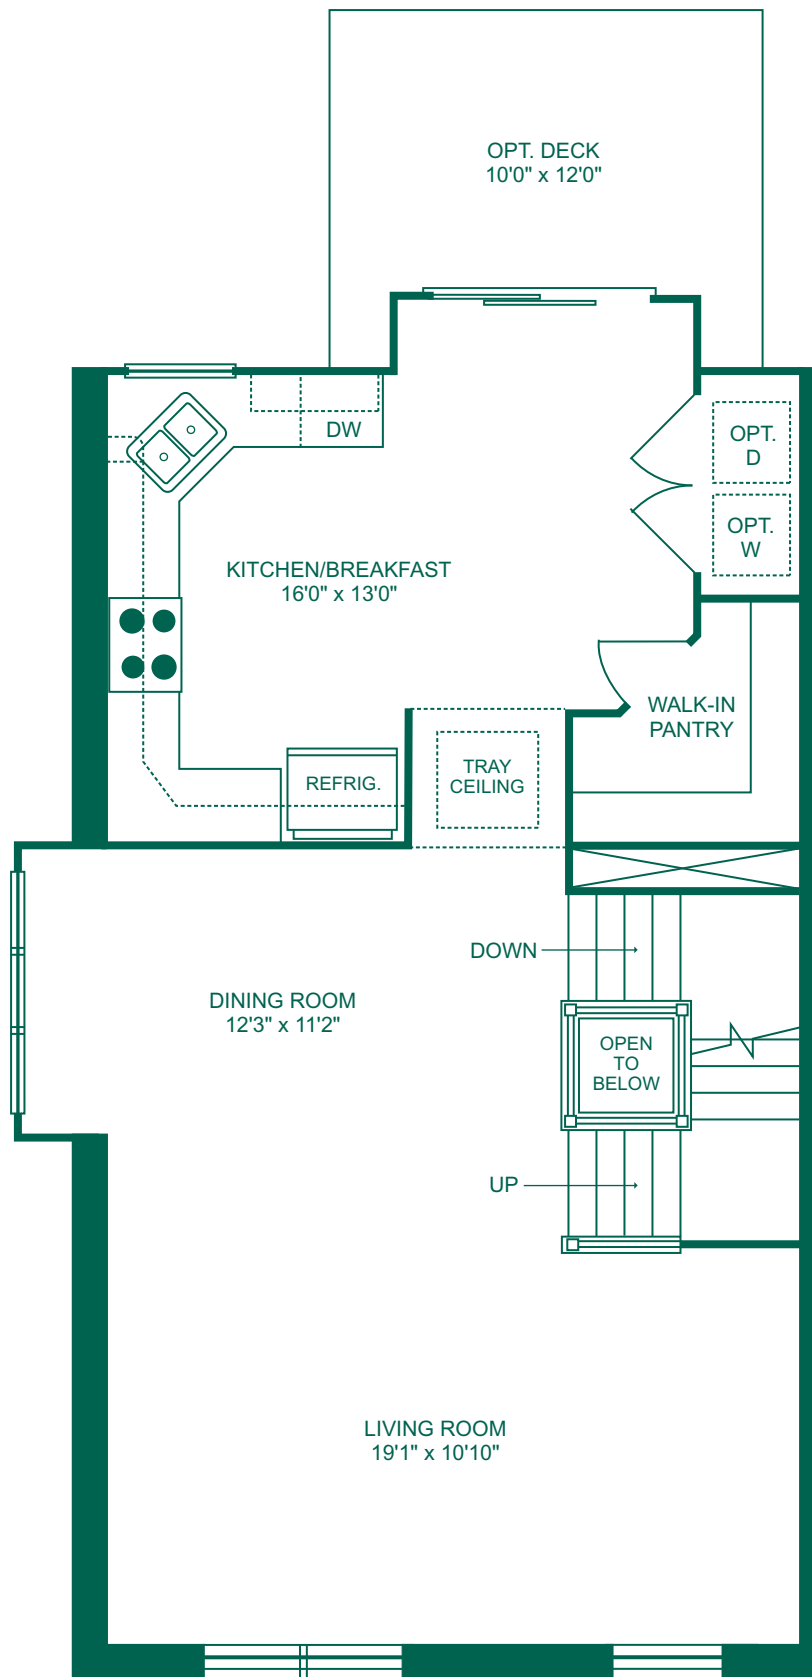 OPT. DECK
10'0" x 12'0"
DW
OPT.
D
OPT.
W
KITCHEN/BREAKFAST
16'0" x 13'0"
WALK-IN
PANTRY
REFRIG.
TRAY
CEILING
DOWN
DINING ROOM
12'3" x 11'2"
OPEN
TO
BELOW
UP
LIVING ROOM
19'1" x 10'10"